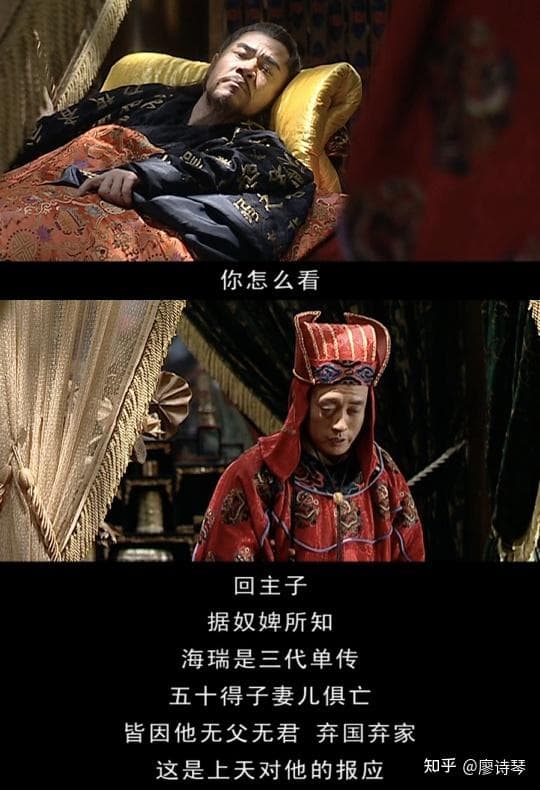 你怎么看
回主子
据奴婢所知
海瑞是三代单传
五十得子妻儿俱亡
皆因他无父无君 弃国弃家
这是上天对他的报应
知乎 @廖诗琴